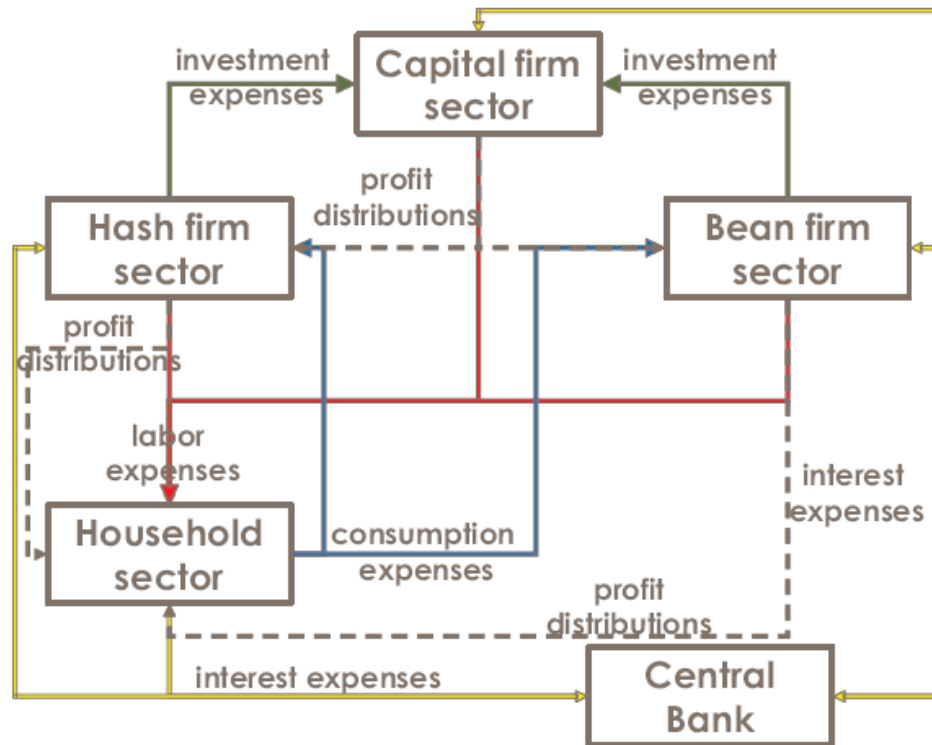 investment
expenses
Capital firm
sector
investment
expenses
profit
distributions
Hash firm
sector
Bean firm
sector
profit
distributions
labor
expenses
interest
expenses
Household
sector
consumption
expenses
profit
distributions
interest expenses
Central
Bank